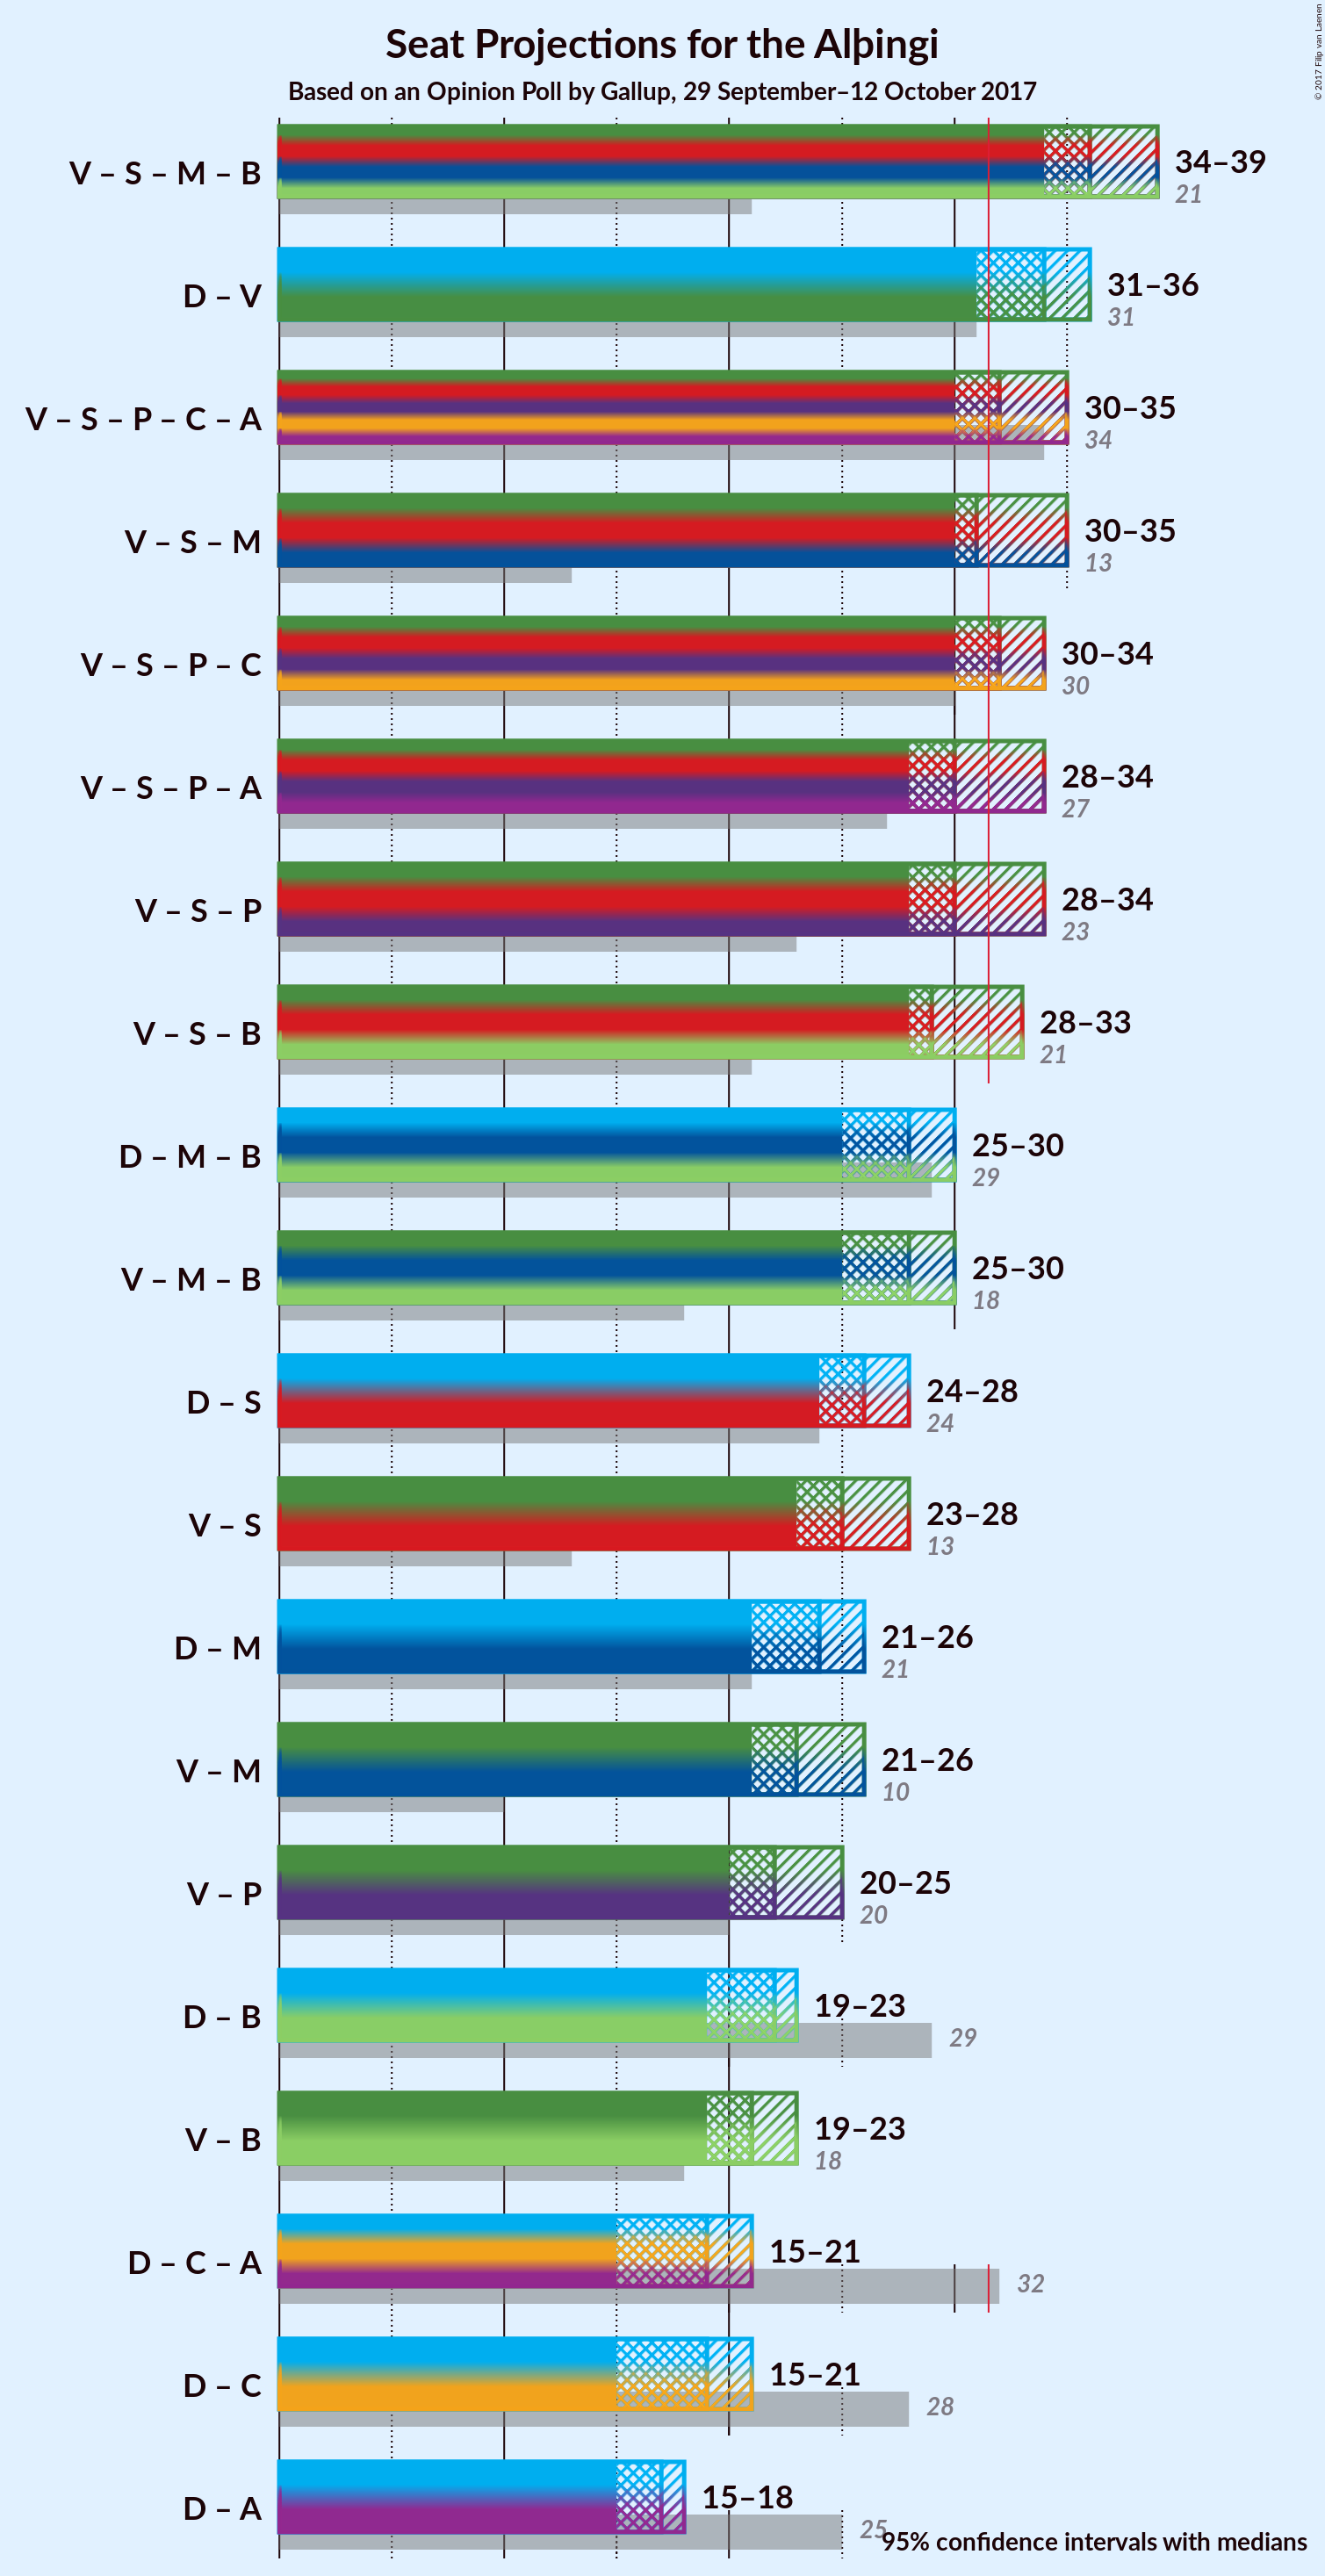 Seat Projections for the Alþingi
Based on an Opinion Poll by Gallup, 29 September–12 October 2017
© 2017 Filip van Laenen
V – S – M – B
34–39
21
D – V
31–36
31
V – S – P – C – A
30–35
34
V – S – M
30–35
13
V – S – P – C
30–34
30
V – S – P – A
28–34
27
V – S – P
28–34
23
V – S – B
28–33
21
D – M – B
25–30
29
V – M – B
25–30
18
D – S
24–28
24
V – S
23–28
13
D – M
21–26
21
V – M
21–26
10
V – P
20–25
20
D – B
19–23
29
V – B
19–23
18
D – C – A
15–21
32
D – C
15–21
28
D – A
15–18
25
95% confidence intervals with medians